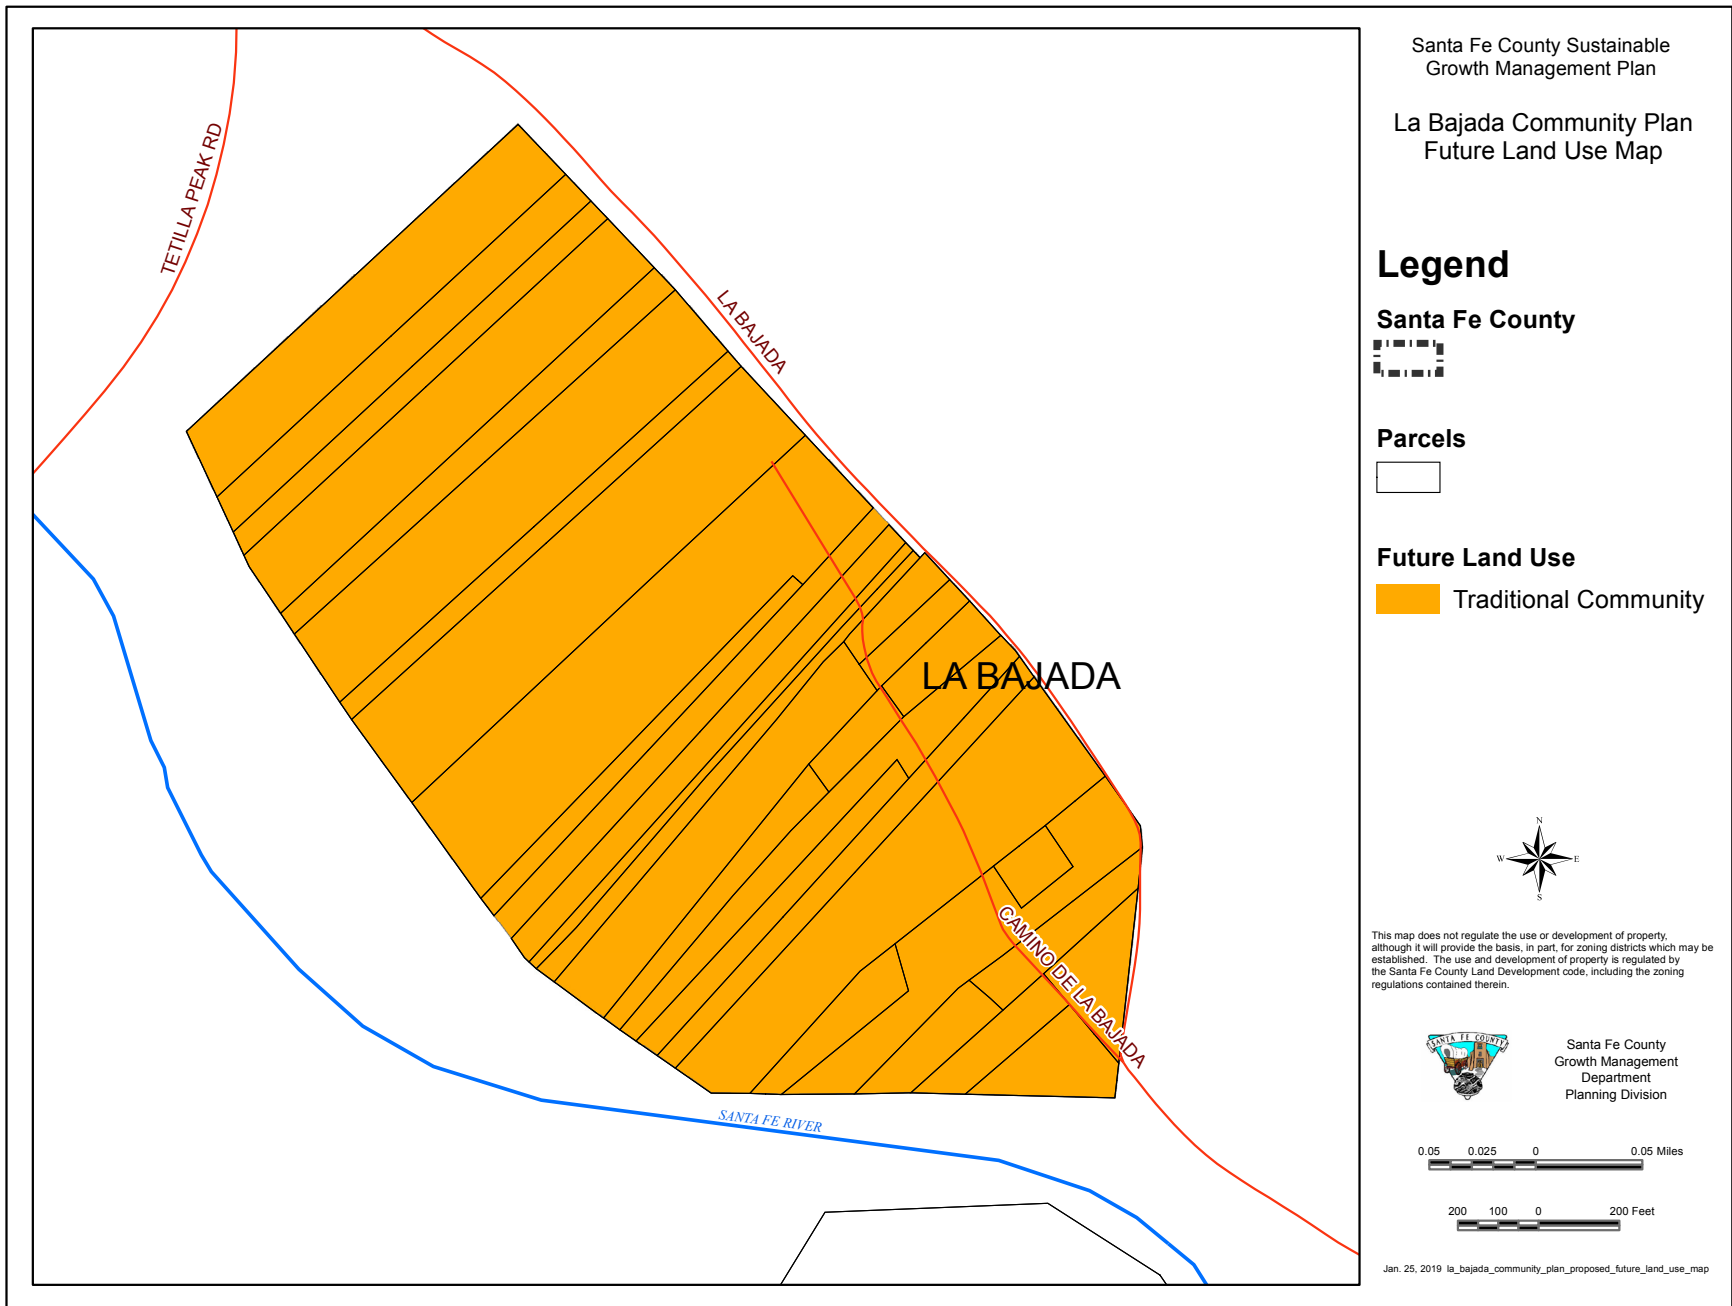 Santa Fe County Sustainable
Growth Management Plan
La Bajada Community Plan
Future Land Use Map
Legend
Santa Fe County
Parcels
Future Land Use
Traditional Community
TETILLA PEAK RD
LA BAJADA
LA BAJADA
CAMINO DE LA BAJADA
SANTA FE RIVER
N
W E
S
This map does not regulate the use or development of property,
although it will provide the basis, in part, for zoning districts which may be
established. The use and development of property is regulated by
the Santa Fe County Land Development code, including the zoning
regulations contained therein.
SANTA FE COUNTY
Santa Fe County
Growth Management
Department
Planning Division
0.05 0.025 0 0.05 Miles
200 100 0 200 Feet
Jan. 25, 2019 la_bajada_community_plan_proposed_future_land_use_map